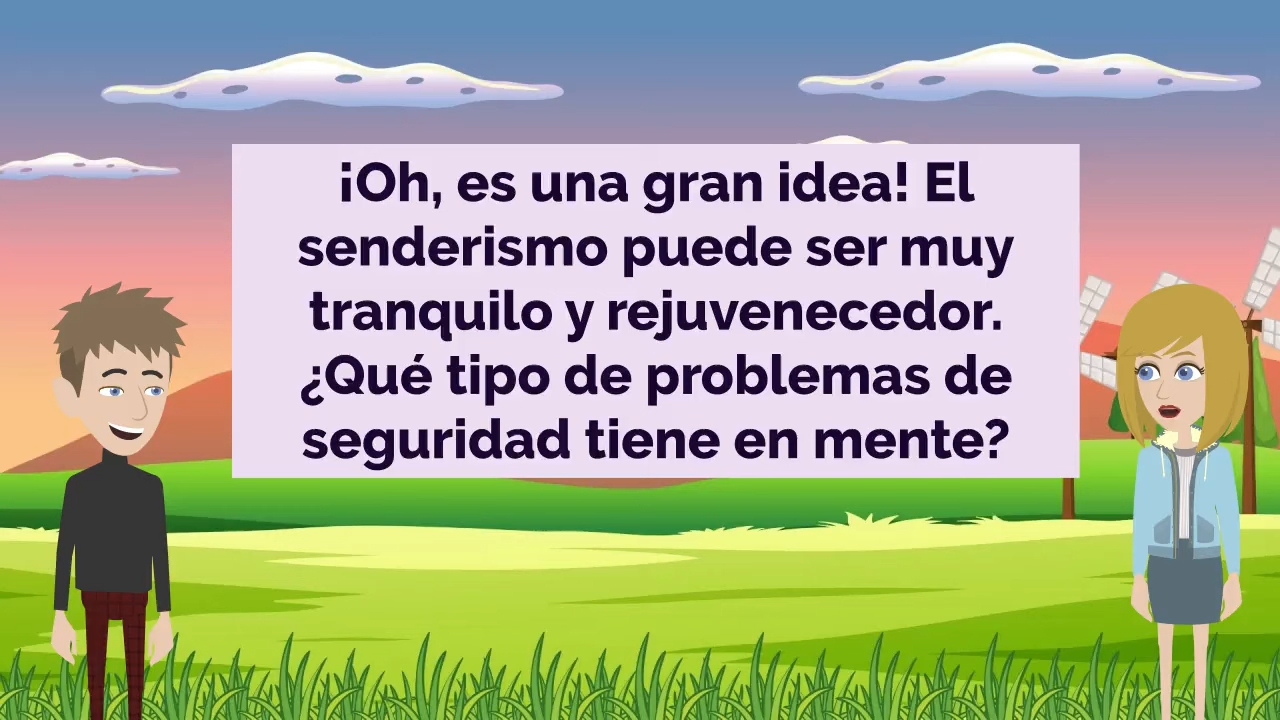 ¡Oh, es una gran idea! El
senderismo puede ser muy
tranquilo y rejuvenecedor.
¿Qué tipo de problemas de
seguridad tiene en mente?